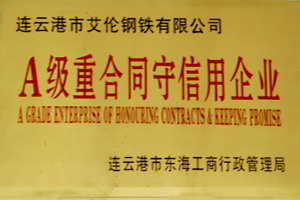 连云港市艾伦钢铁有限公司
A级重合同守信用企业
A GRADE ENTERPRISE OF HONOURING CONTRACTS & KEEPING PROMISE
连云港市东海工商行政管理局